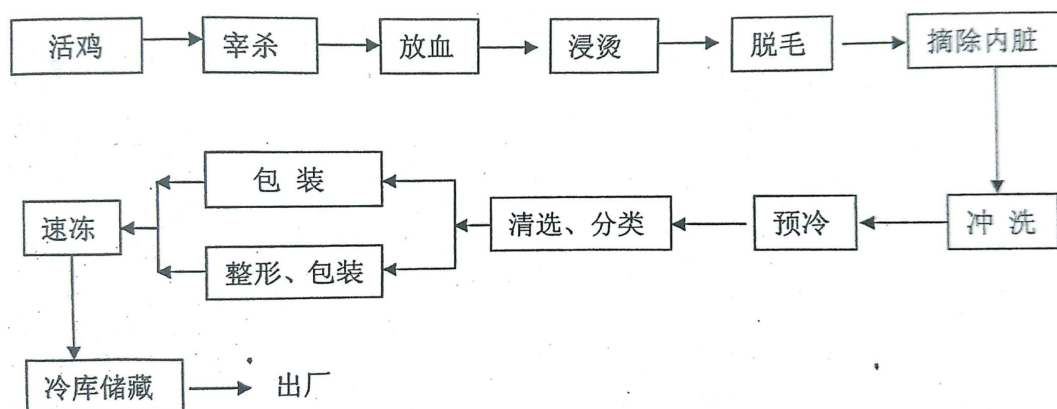 活鸡
宰杀
放血
浸烫
脱毛
摘除内脏
冲 洗
预冷
清选、分类
包 装
整形、包装
速冻
冷库储藏
出厂